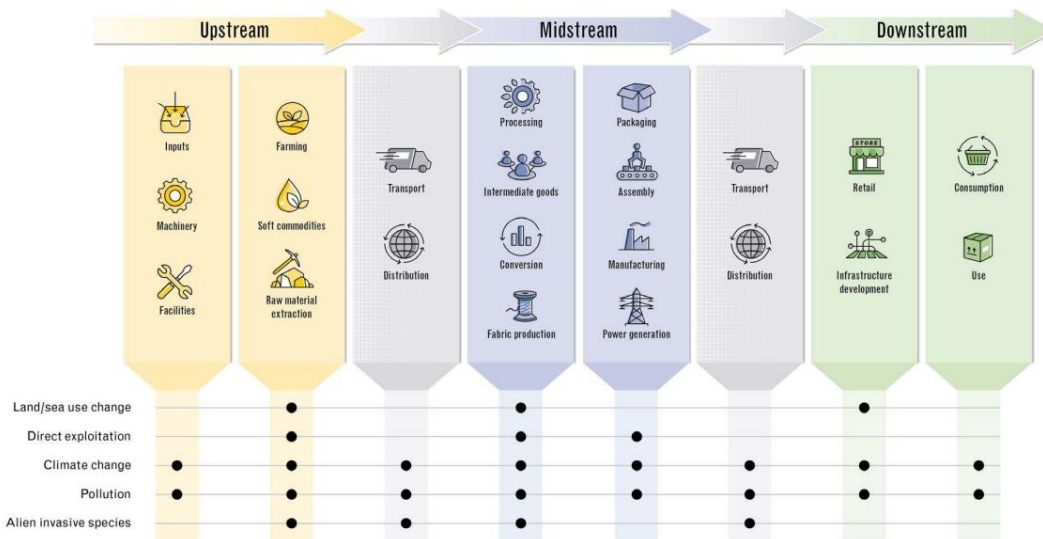 Upstream
Midstream
Downstream
Inputs
Machinery
Facilities
Farming
Soft commodities
Raw material
extraction
Transport
Distribution
Processing
Intermediate goods
Conversion
Fabric production
Packaging
Assembly
Manufacturing
Power generation
Transport
Distribution
STORE
Retail
Infrastructure
development
Consumption
Use
Land/sea use change
Direct exploitation
Climate change
Pollution
Alien invasive species